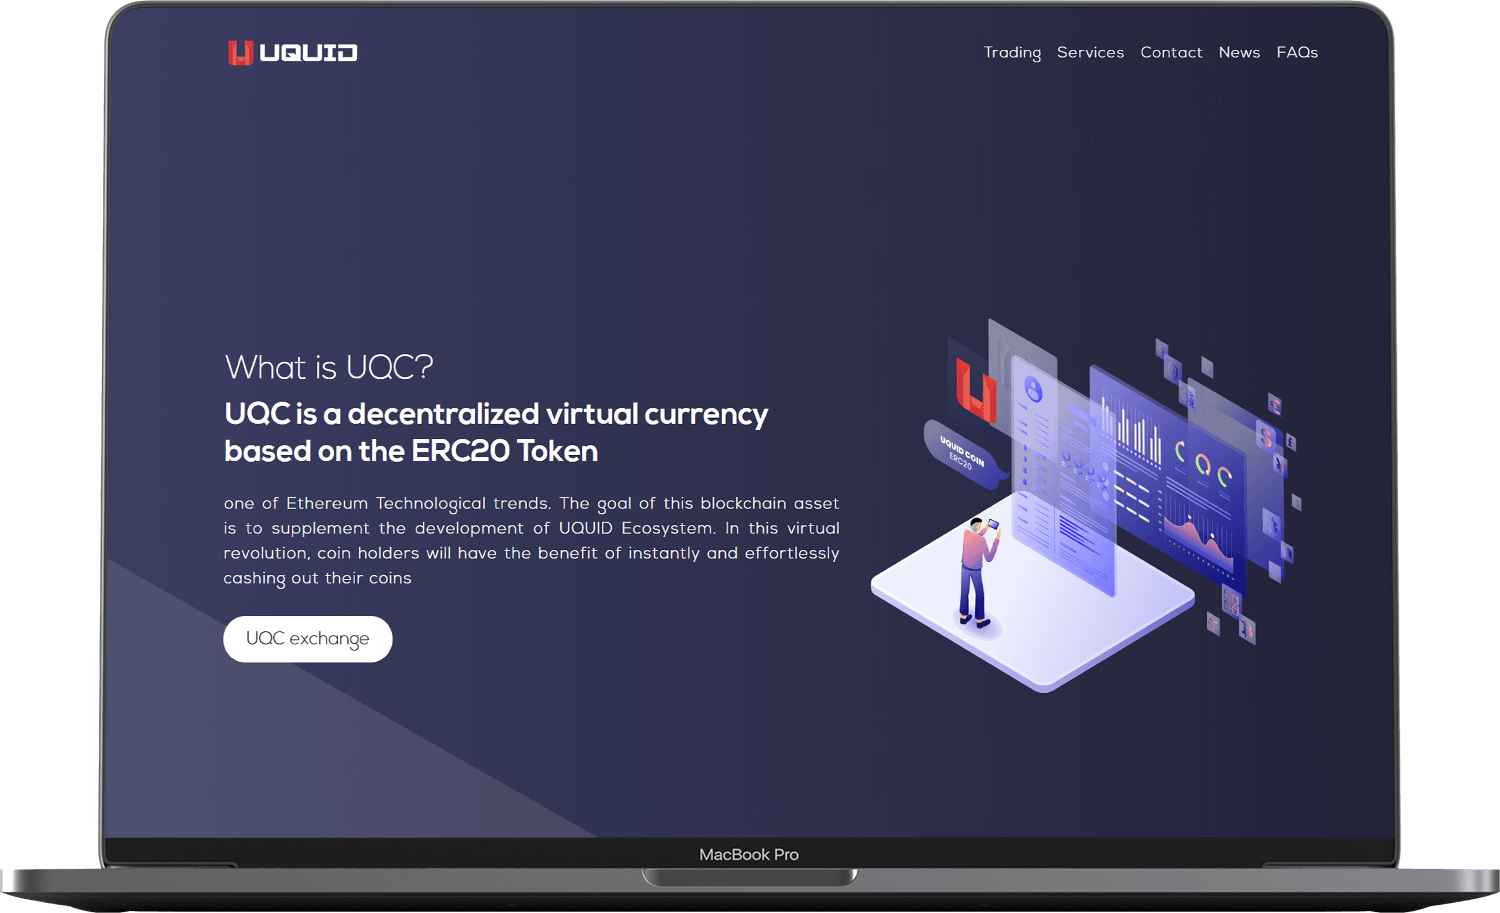 UQUID
Trading Services Contact News FAQs
What is UQC?
UQC is a decentralized virtual currency
based on the ERC20 Token
one of Ethereum Technological trends. The goal of this blockchain asset
is to supplement the development of UQUID Ecosystem. In this virtual
revolution, coin holders will have the benefit of instantly and effortlessly
cashing out their coins
UQC exchange
UQUID COIN
ERC20
MacBook Pro